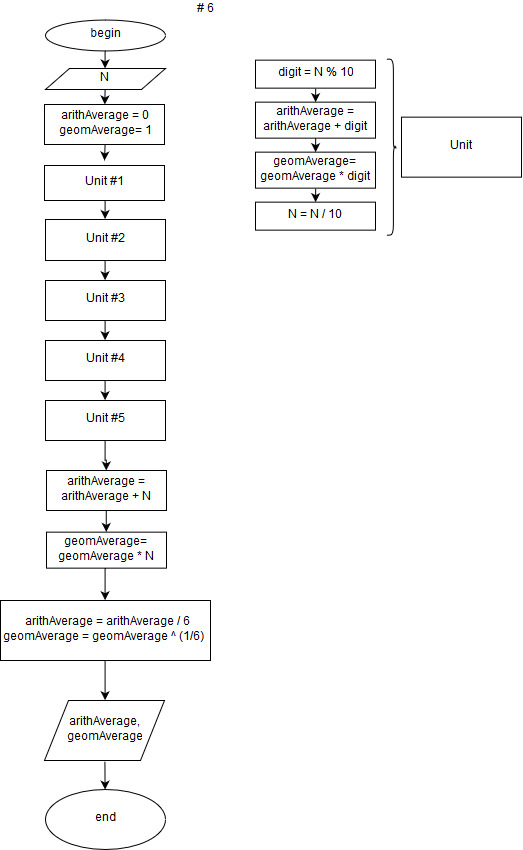 # 6
begin
N
arithAverage = 0
geomAverage= 1
Unit #1
Unit #2
Unit #3
Unit #4
Unit #5
arithAverage =
arithAverage + N
geomAverage=
geomAverage * N
arithAverage = arithAverage / 6
geomAverage = geomAverage ^ (1/6)
arithAverage,
geomAverage
end
digit = N % 10
arithAverage =
arithAverage + digit
geomAverage=
geomAverage * digit
N = N / 10
Unit